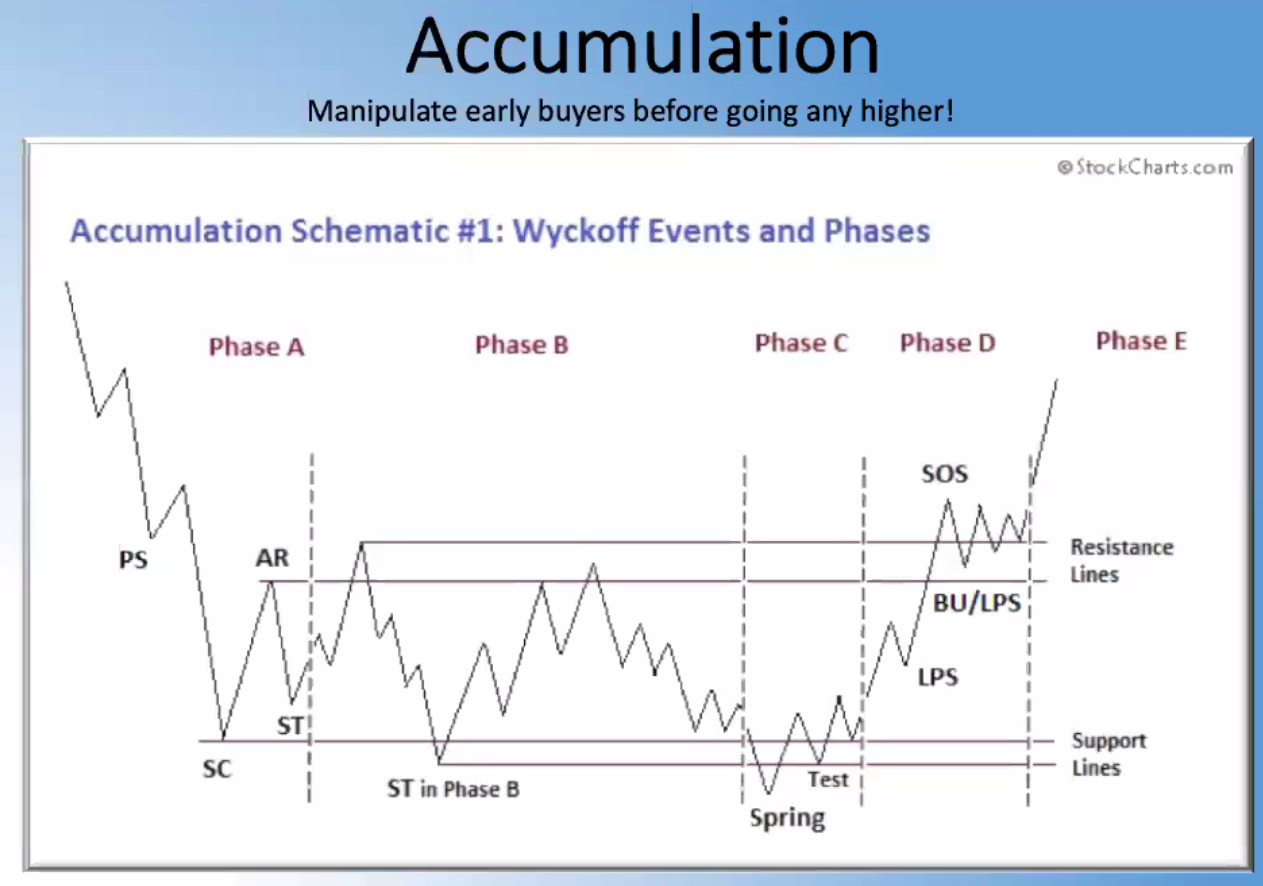 Accumulation
Manipulate early buyers before going any higher!
©StockCharts.com
Accumulation Schematic #1: Wyckoff Events and Phases
Phase A
Phase B
Phase C
Phase D
Phase E
SOS
PS
AR
Resistance
Lines
BU/LPS
LPS
ST
SC
Support
Lines
ST in Phase B
Test
Spring